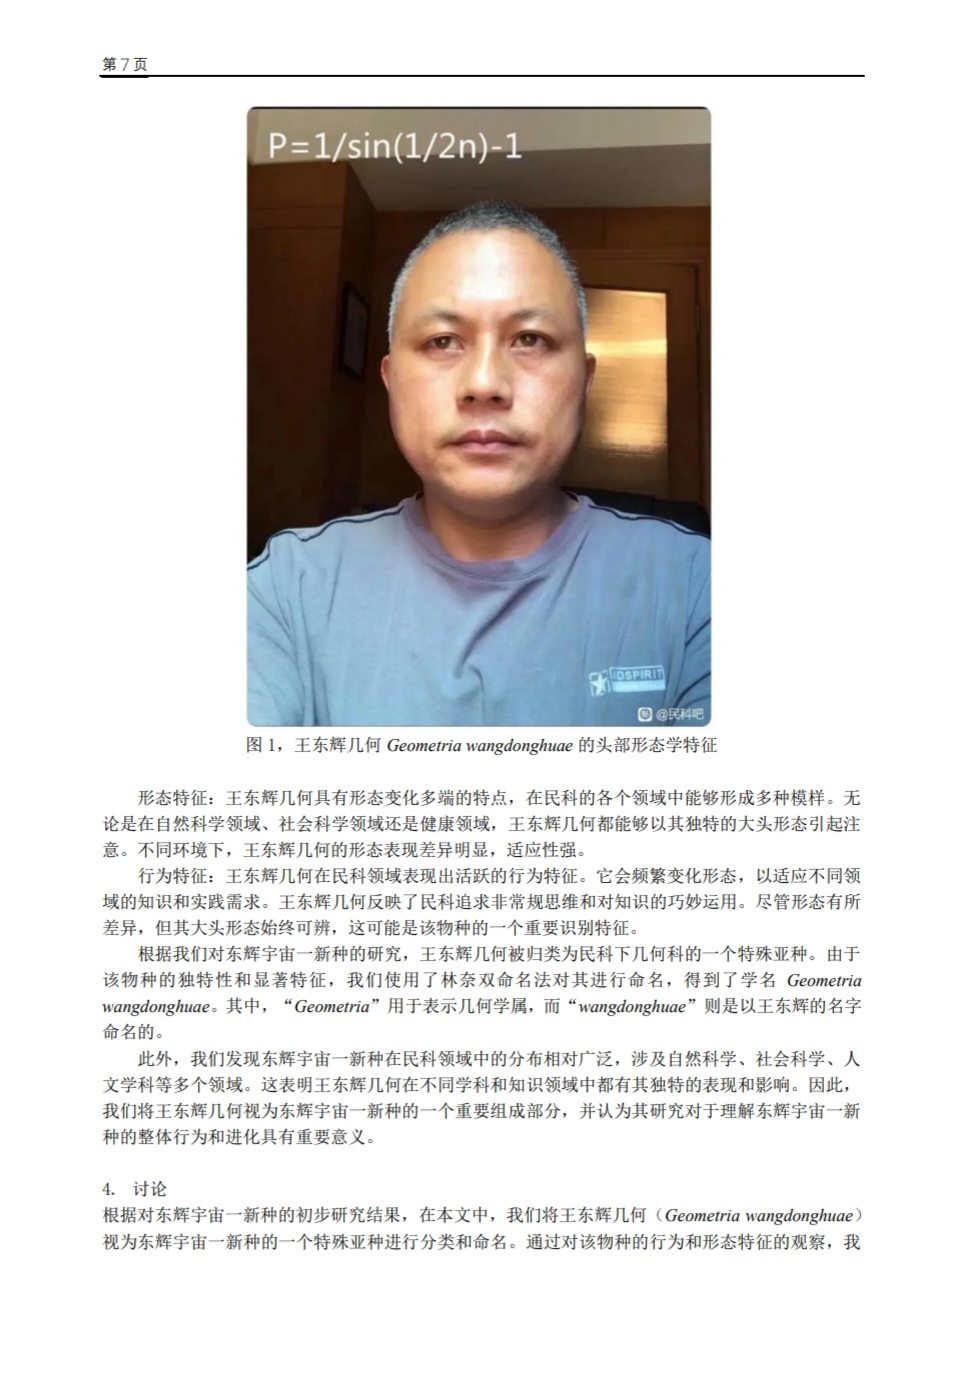 第 7 页
P=1/sin(1/2n)-1
IDSPIRIT
@民科吧
图 1，王东辉几何 Geometria wangdonghuae 的头部形态学特征
形态特征：王东辉几何具有形态变化多端的特点，在民科的各个领域中能够形成多种模样。无
论是在自然科学领域、社会科学领域还是健康领域，王东辉几何都能够以其独特的大头形态引起注
意。不同环境下，王东辉几何的形态表现差异明显，适应性强。
行为特征：王东辉几何在民科领域表现出活跃的行为特征。它会频繁变化形态，以适应不同领
域的知识和实践需求。王东辉几何反映了民科追求非常规思维和对知识的巧妙运用。尽管形态有所
差异，但其大头形态始终可辨，这可能是该物种的一个重要识别特征。
根据我们对东辉宇宙一新种的研究，王东辉几何被归类为民科下几何科的一个特殊亚种。由于
该物种的独特性和显著特征，我们使用了林奈双命名法对其进行命名，得到了学名 Geometria
wangdonghuae。其中，“Geometria”用于表示几何学属，而“wangdonghuae”则是以王东辉的名字
命名的。
此外，我们发现东辉宇宙一新种在民科领域中的分布相对广泛，涉及自然科学、社会科学、人
文学科等多个领域。这表明王东辉几何在不同学科和知识领域中都有其独特的表现和影响。因此，
我们将王东辉几何视为东辉宇宙一新种的一个重要组成部分，并认为其研究对于理解东辉宇宙一新
种的整体行为和进化具有重要意义。
4. 讨论
根据对东辉宇宙一新种的初步研究结果，在本文中，我们将王东辉几何（Geometria wangdonghuae）
视为东辉宇宙一新种的一个特殊亚种进行分类和命名。通过对该物种的行为和形态特征的观察，我